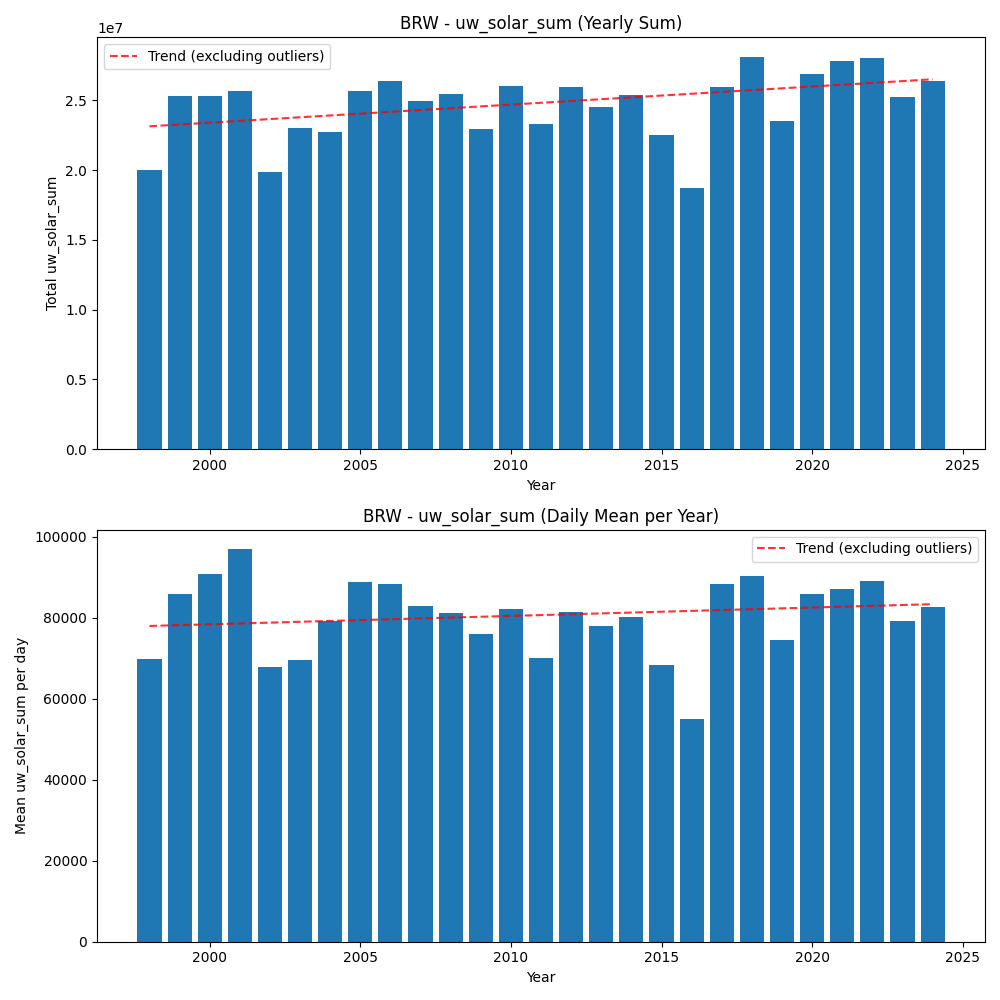 BRW - uw_solar_sum (Yearly Sum)
1e7
Trend (excluding outliers)
2.5
2.0
1.5
1.0
0.5
0.0
Total uw_solar_sum
2000 2005 2010 2015 2020 2025
Year
BRW - uw_solar_sum (Daily Mean per Year)
Trend (excluding outliers)
100000
80000
60000
40000
20000
0
Mean uw_solar_sum per day
2000 2005 2010 2015 2020 2025
Year